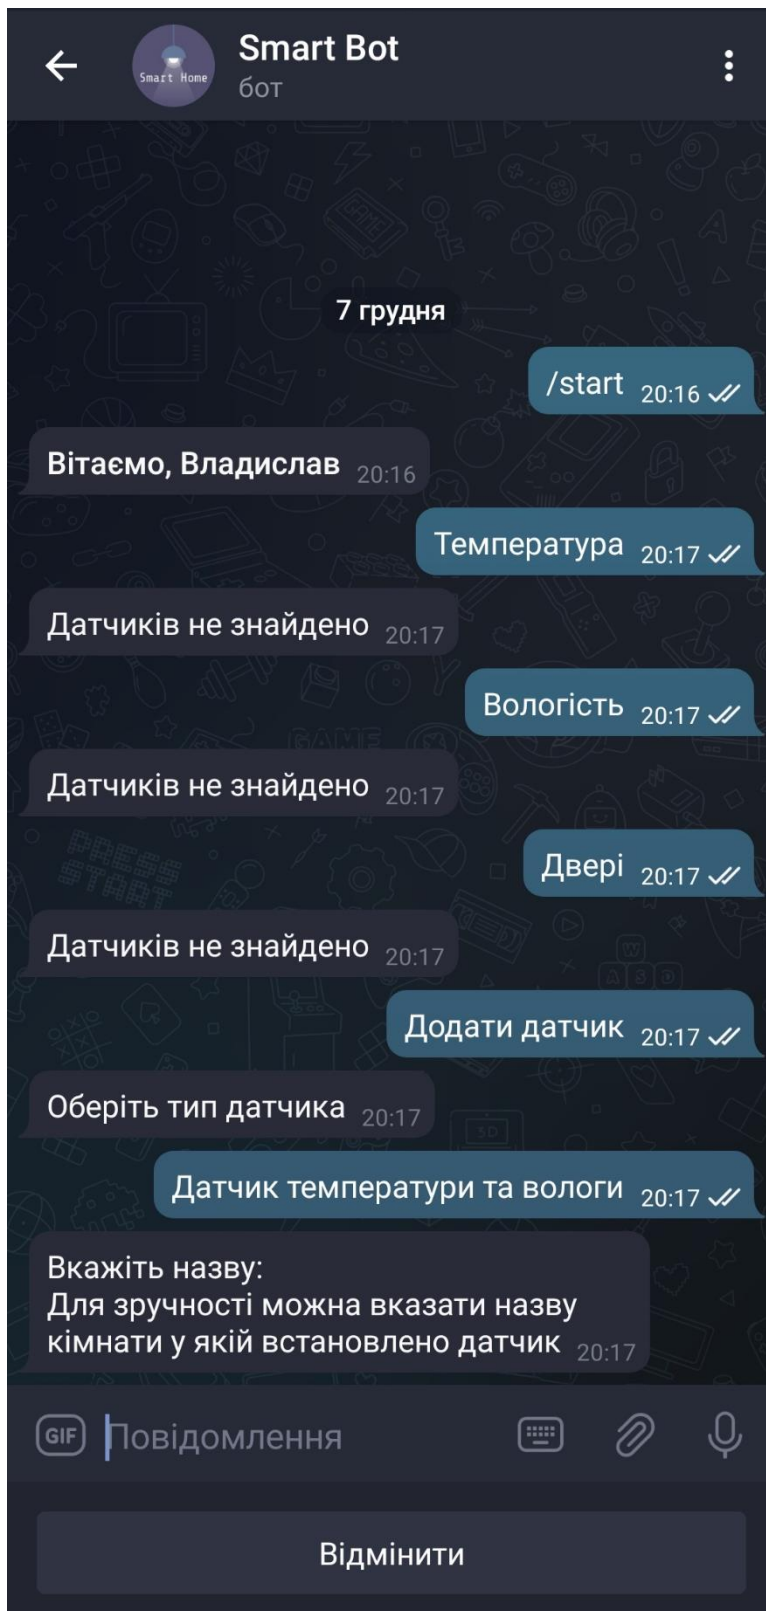 Smart Bot
Smart Home
бот
7 грудня
/start 20:16
Вітаємо, Владислав 20:16
Температура 20:17
Датчиків не знайдено 20:17
Вологість 20:17
Датчиків не знайдено 20:17
Двері 20:17
Датчиків не знайдено 20:17
Додати датчик 20:17
Оберіть тип датчика 20:17
Датчик температури та вологи 20:17
Вкажіть назву:
Для зручності можна вказати назву
кімнати у якій встановлено датчик 20:17
GIF Повідомлення
Відмінити